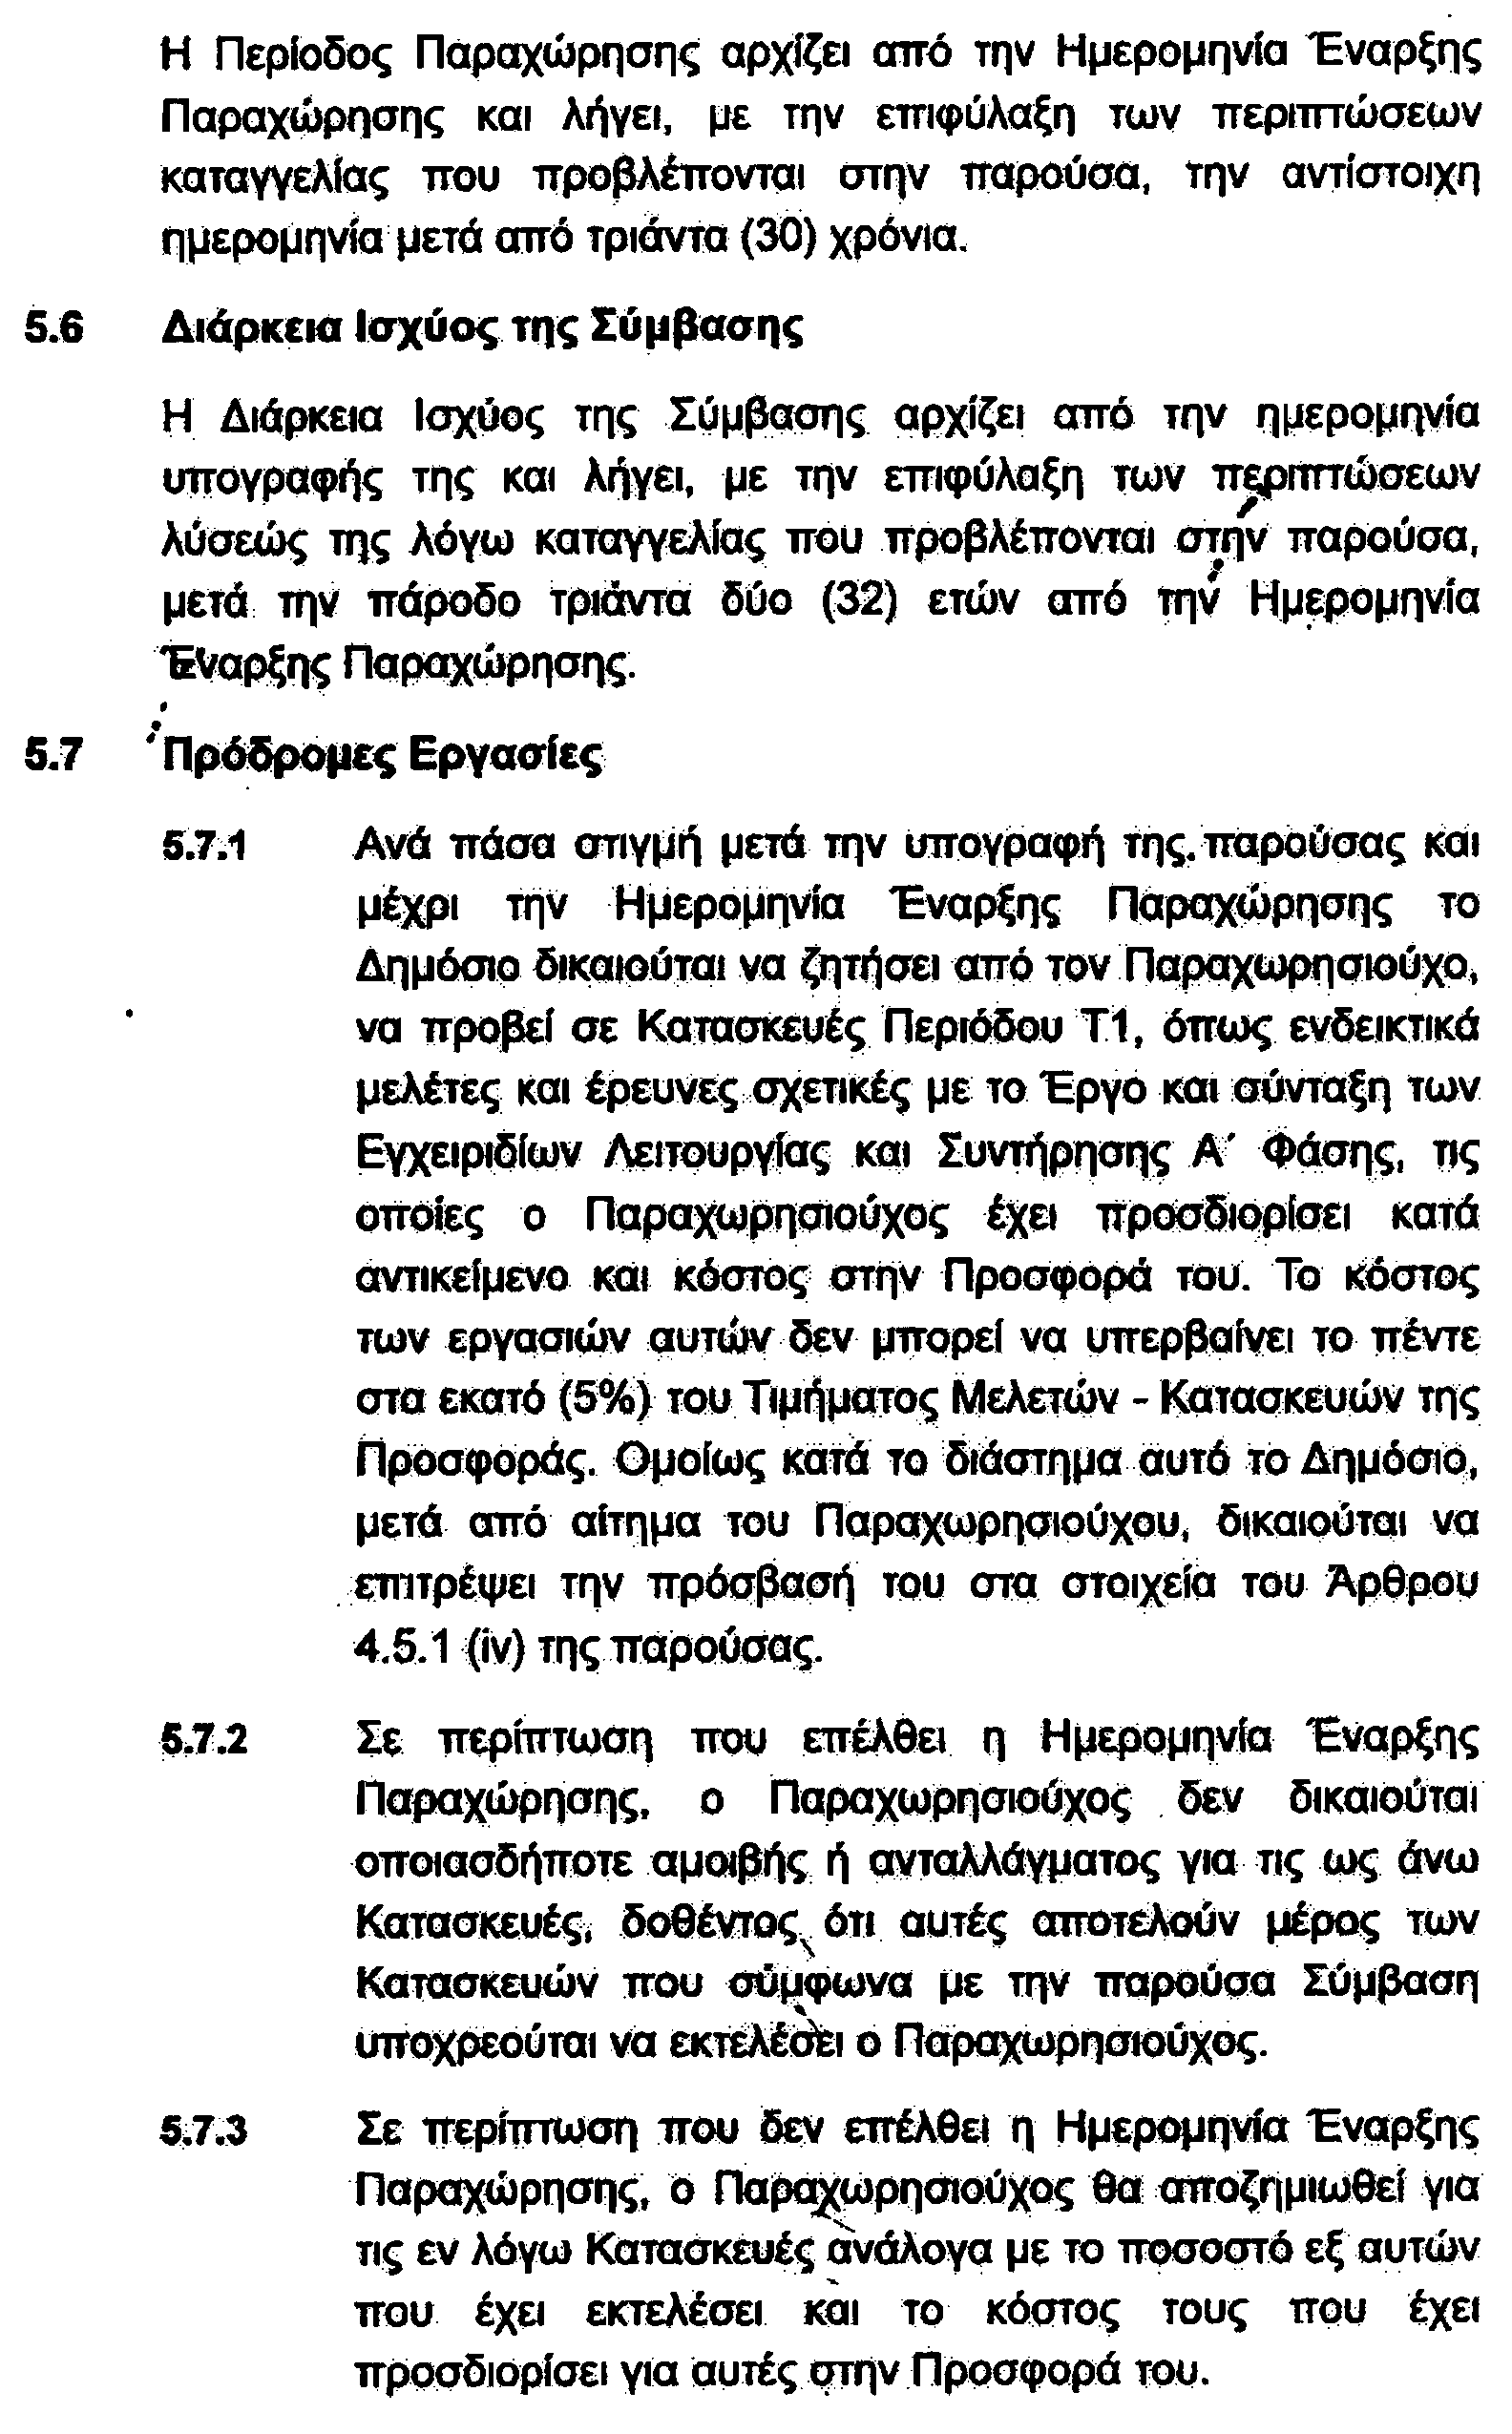 Η Περίοδος Παραχώρησης αρχίζει από την Ημερομηνία Έναρξης
Παραχώρησης και λήγει, με την επιφύλαξη των περιπτώσεων
καταγγελίας που προβλέπονται στην παρούσα, την αντίστοιχη
ημερομηνία μετά από τριάντα (30) χρόνια.
5.6 Διάρκεια Ισχύος της Σύμβασης
Η Διάρκεια Ισχύος της Σύμβασης αρχίζει από την ημερομηνία
υπογραφής της και λήγει, με την επιφύλαξη των περιπτώσεων
λύσεώς της λόγω καταγγελίας που προβλέπονται στην παρούσα,
μετά την πάροδο τριάντα δύο (32) ετών από την Ημερομηνία
Έναρξης Παραχώρησης.
5.7 Πρόδρομες Εργασίες
5.7.1 Ανά πάσα στιγμή μετά την υπογραφή της παρούσας και
μέχρι την Ημερομηνία Έναρξης Παραχώρησης το
Δημόσιο δικαιούται να ζητήσει από τον Παραχωρησιούχο,
να προβεί σε Κατασκευές Περιόδου Τ1, όπως ενδεικτικά
μελέτες και έρευνες σχετικές με το Έργο και σύνταξη των
Εγχειριδίων Λειτουργίας και Συντήρησης Α΄ Φάσης, τις
οποίες ο Παραχωρησιούχος έχει προσδιορίσει κατά
αντικείμενο και κόστος στην Προσφορά του. Το κόστος
των εργασιών αυτών δεν μπορεί να υπερβαίνει το πέντε
στα εκατό (5%) του Τιμήματος Μελετών - Κατασκευών της
Προσφοράς. Ομοίως κατά το διάστημα αυτό το Δημόσιο,
μετά από αίτημα του Παραχωρησιούχου, δικαιούται να
επιτρέψει την πρόσβασή του στα στοιχεία του Άρθρου
4.5.1 (iv) της παρούσας.
5.7.2 Σε περίπτωση που επέλθει η Ημερομηνία Έναρξης
Παραχώρησης, ο Παραχωρησιούχος δεν δικαιούται
οποιασδήποτε αμοιβής ή ανταλλάγματος για τις ως άνω
Κατασκευές, δοθέντος ότι αυτές αποτελούν μέρος των
Κατασκευών που σύμφωνα με την παρούσα Σύμβαση
υποχρεούται να εκτελέσει ο Παραχωρησιούχος.
5.7.3 Σε περίπτωση που δεν επέλθει η Ημερομηνία Έναρξης
Παραχώρησης, ο Παραχωρησιούχος θα αποζημιωθεί για
τις εν λόγω Κατασκευές ανάλογα με το ποσοστό εξ αυτών
που έχει εκτελέσει και το κόστος τους που έχει
προσδιορίσει για αυτές στην Προσφορά του.